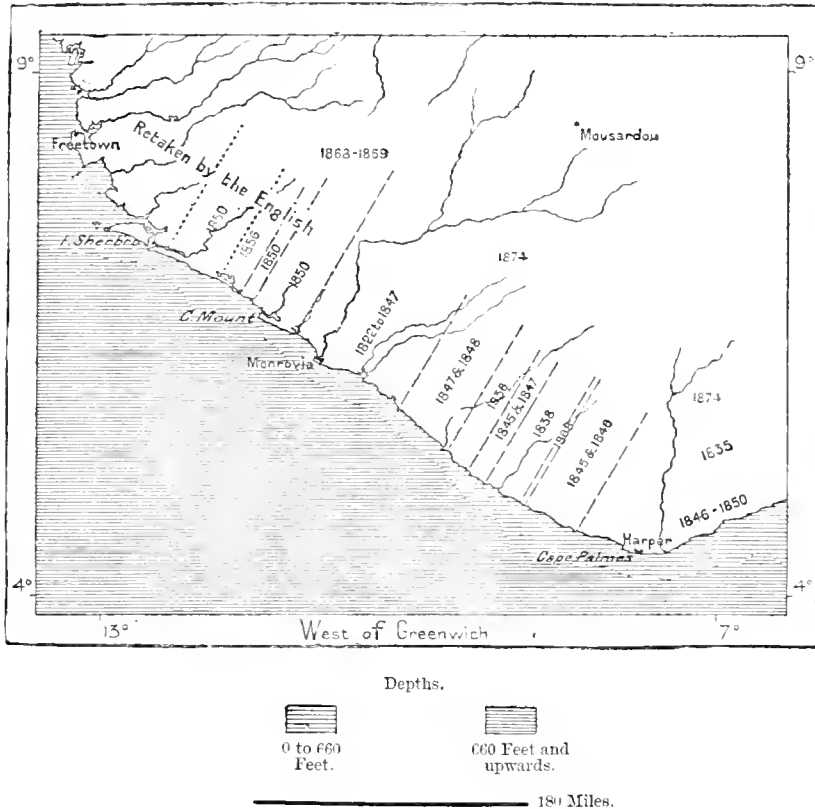 9°
9°
Mousardou
Freetown
Retaken by the English
1863-1869
1850
I. Sherbro
1856
1850
1850
1874
C. Mount
1822 to 1847
Monrovia
1847 & 1848
1838
1845 & 1847
1838
1845 & 1846
1874
1835
1846-1850
Harper
Cape Palmas
4°
4°
13°
West of Greenwich
7°
Depths.
0 to 660
Feet.
660 Feet and
upwards.
180 Miles.